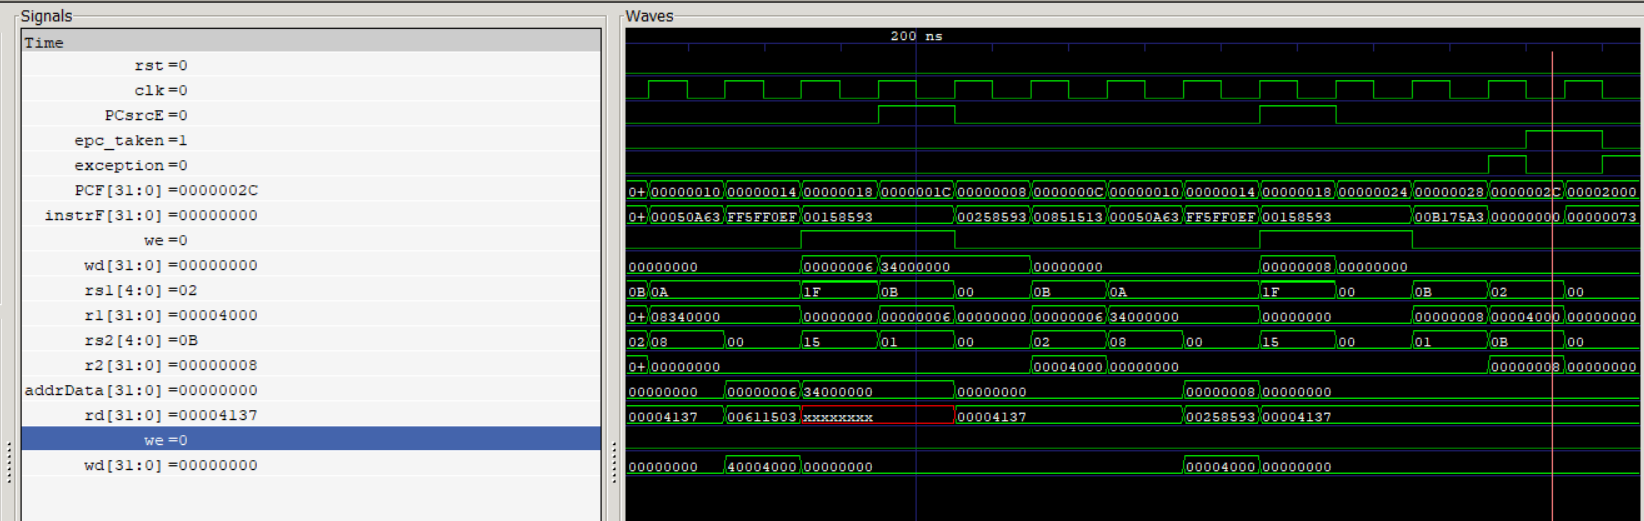 Signals
Waves
Time
200 ns
rst=0
clk=0
PCsrcE=0
epc_taken=1
exception=0
PCF[31:0]=0000002C
0+ 00000010 00000014 00000018 0000001C 00000008 0000000C 00000010 00000014 00000018 00000024 00000028 0000002C 00002000
instrF[31:0]=00000000
0+ 00050A63 FF5FF0EF 00158593 00258593 00851513 00050A63 FF5FF0EF 00158593 00B175A3 00000000 00000073
we=0
wd[31:0]=00000000
00000000 00000006 34000000 00000000 00000008 00000000
rs1[4:0]=02
0B 0A 1F 0B 00 0B 0A 1F 00 0B 02 00
r1[31:0]=00004000
0+ 08340000 00000000 00000006 00000000 00000006 34000000 00000000 00000008 00004000 00000000
rs2[4:0]=0B
02 08 00 15 01 00 02 08 00 15 00 01 0B 00
r2[31:0]=00000008
0+ 00000000 00004000 00000000 00000008 00000000
addrData[31:0]=00000000
00000000 00000006 34000000 00000000 00000008 00000000
rd[31:0]=00004137
00004137 00611503 xxxxxxxx 00004137 00258593 00004137
we=0
wd[31:0]=00000000
00000000 40004000 00000000 00004000 00000000